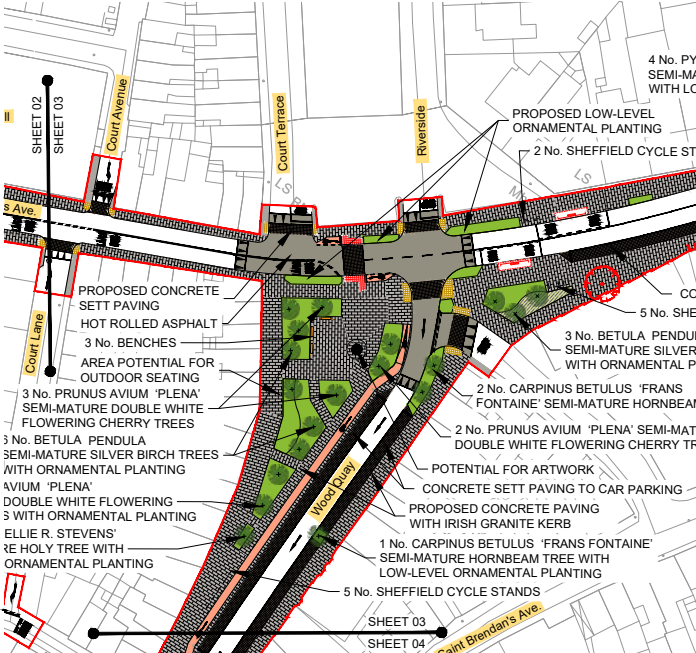 4 No. PY
SEMI-MA
WITH LO
PROPOSED LOW-LEVEL
ORNAMENTAL PLANTING
2 No. SHEFFIELD CYCLE ST
SHEET 02
SHEET 03
Court Avenue
Court Terrace
Riverside
LS
LS
s Ave.
Court Lane
PROPOSED CONCRETE
SETT PAVING
HOT ROLLED ASPHALT
3 No. BENCHES
AREA POTENTIAL FOR
OUTDOOR SEATING
3 No. PRUNUS AVIUM 'PLENA'
SEMI-MATURE DOUBLE WHITE
FLOWERING CHERRY TREES
6 No. BETULA PENDULA
SEMI-MATURE SILVER BIRCH TREES
WITH ORNAMENTAL PLANTING
AVIUM 'PLENA'
DOUBLE WHITE FLOWERING
S WITH ORNAMENTAL PLANTING
ELLIE R. STEVENS'
RE HOLY TREE WITH
ORNAMENTAL PLANTING
CO
5 No. SHE
3 No. BETULA PENDU
SEMI-MATURE SILVER
WITH ORNAMENTAL P
2 No. CARPINUS BETULUS 'FRANS
FONTAINE' SEMI-MATURE HORNBEAM
2 No. PRUNUS AVIUM 'PLENA' SEMI-MAT
DOUBLE WHITE FLOWERING CHERRY TR
POTENTIAL FOR ARTWORK
CONCRETE SETT PAVING TO CAR PARKING
PROPOSED CONCRETE PAVING
WITH IRISH GRANITE KERB
Wood Quay
1 No. CARPINUS BETULUS 'FRANS FONTAINE'
SEMI-MATURE HORNBEAM TREE WITH
LOW-LEVEL ORNAMENTAL PLANTING
5 No. SHEFFIELD CYCLE STANDS
SHEET 03
SHEET 04
Saint Brendan's Ave.